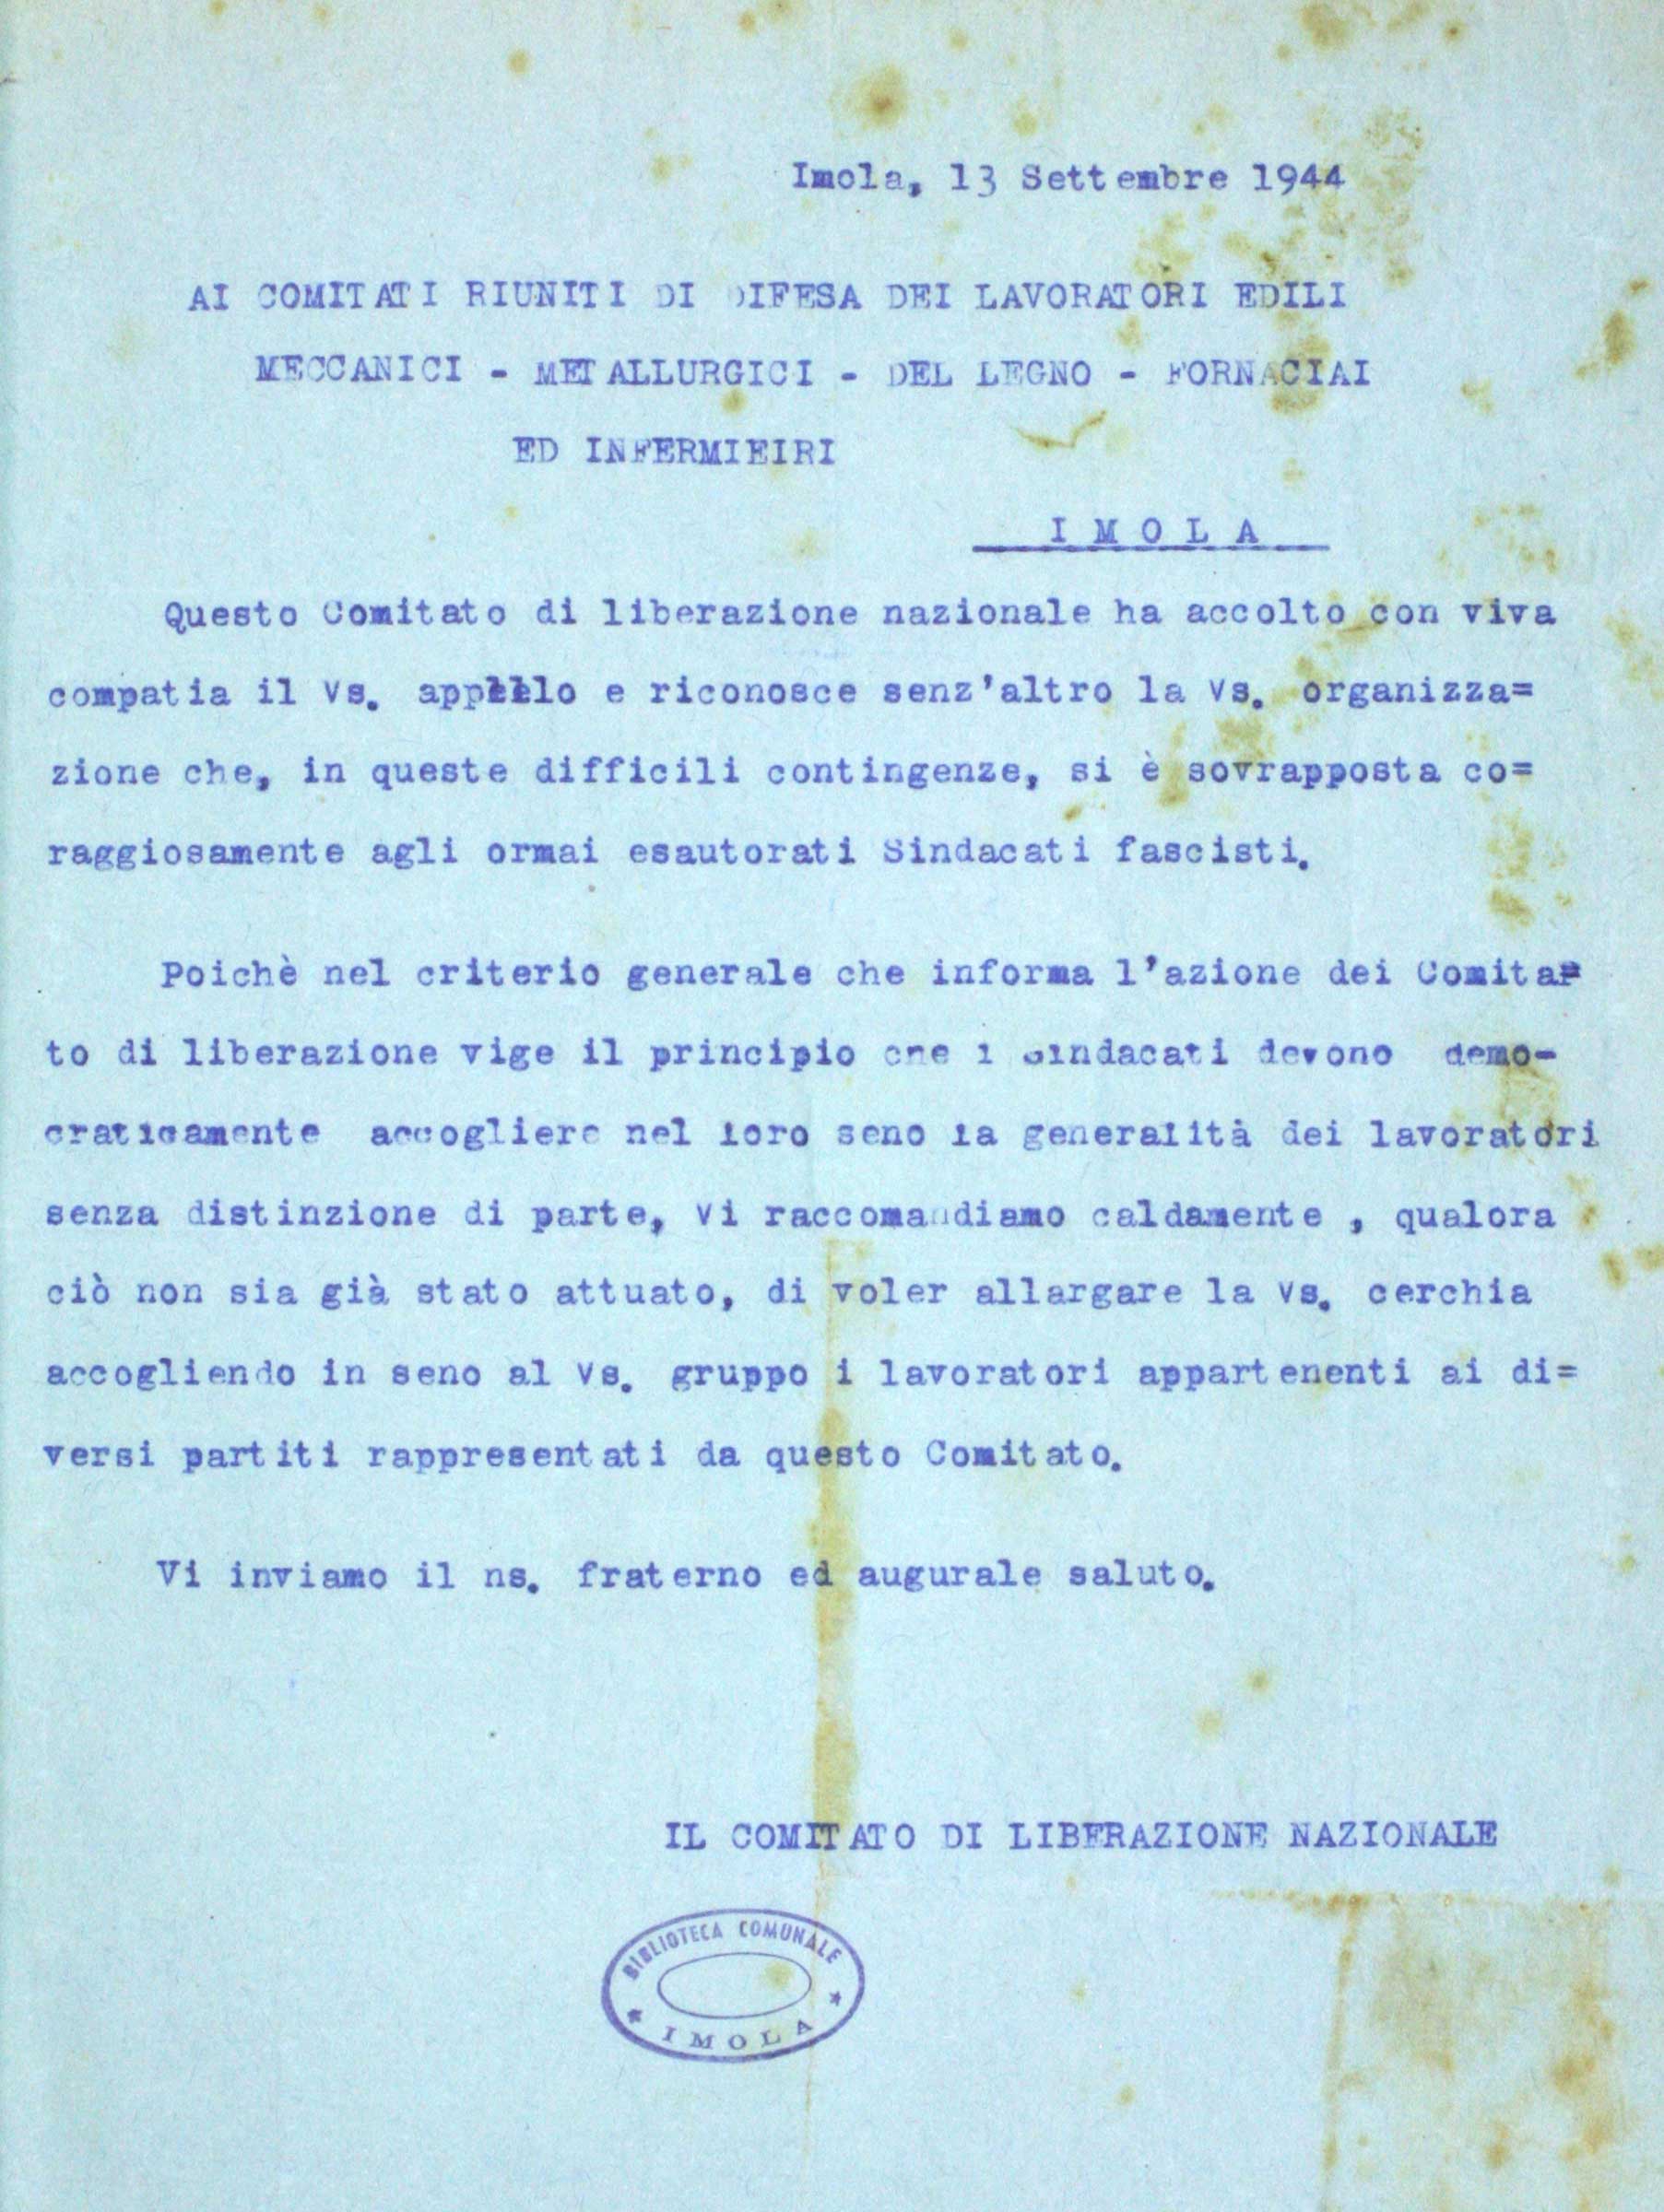 Imola, 13 Settembre 1944
AI COMITATI RIUNITI DI DIFESA DEI LAVORATORI EDILI
MECCANICI - METALLURGICI - DEL LEGNO - FORNACIAI
ED INFERMIEIRI
I M O L A
Questo Comitato di liberazione nazionale ha accolto con viva
compatia il Vs. appello e riconosce senz'altro la Vs. organizza=
zione che, in queste difficili contingenze, si è sovrapposta co=
raggiosamente agli ormai esautorati Sindacati fascisti.
Poichè nel criterio generale che informa l'azione dei Comita=
to di liberazione vige il principio che i Sindacati devono demo-
craticamente accogliere nel loro seno la generalità dei lavoratori
senza distinzione di parte, Vi raccomandiamo caldamente , qualora
ciò non sia già stato attuato, di voler allargare la Vs. cerchia
accogliendo in seno al Vs. gruppo i lavoratori appartenenti ai di=
versi partiti rappresentati da questo Comitato.
Vi inviamo il ns. fraterno ed augurale saluto.
IL COMITATO DI LIBERAZIONE NAZIONALE
BIBLIOTECA COMUNALE
* IMOLA *